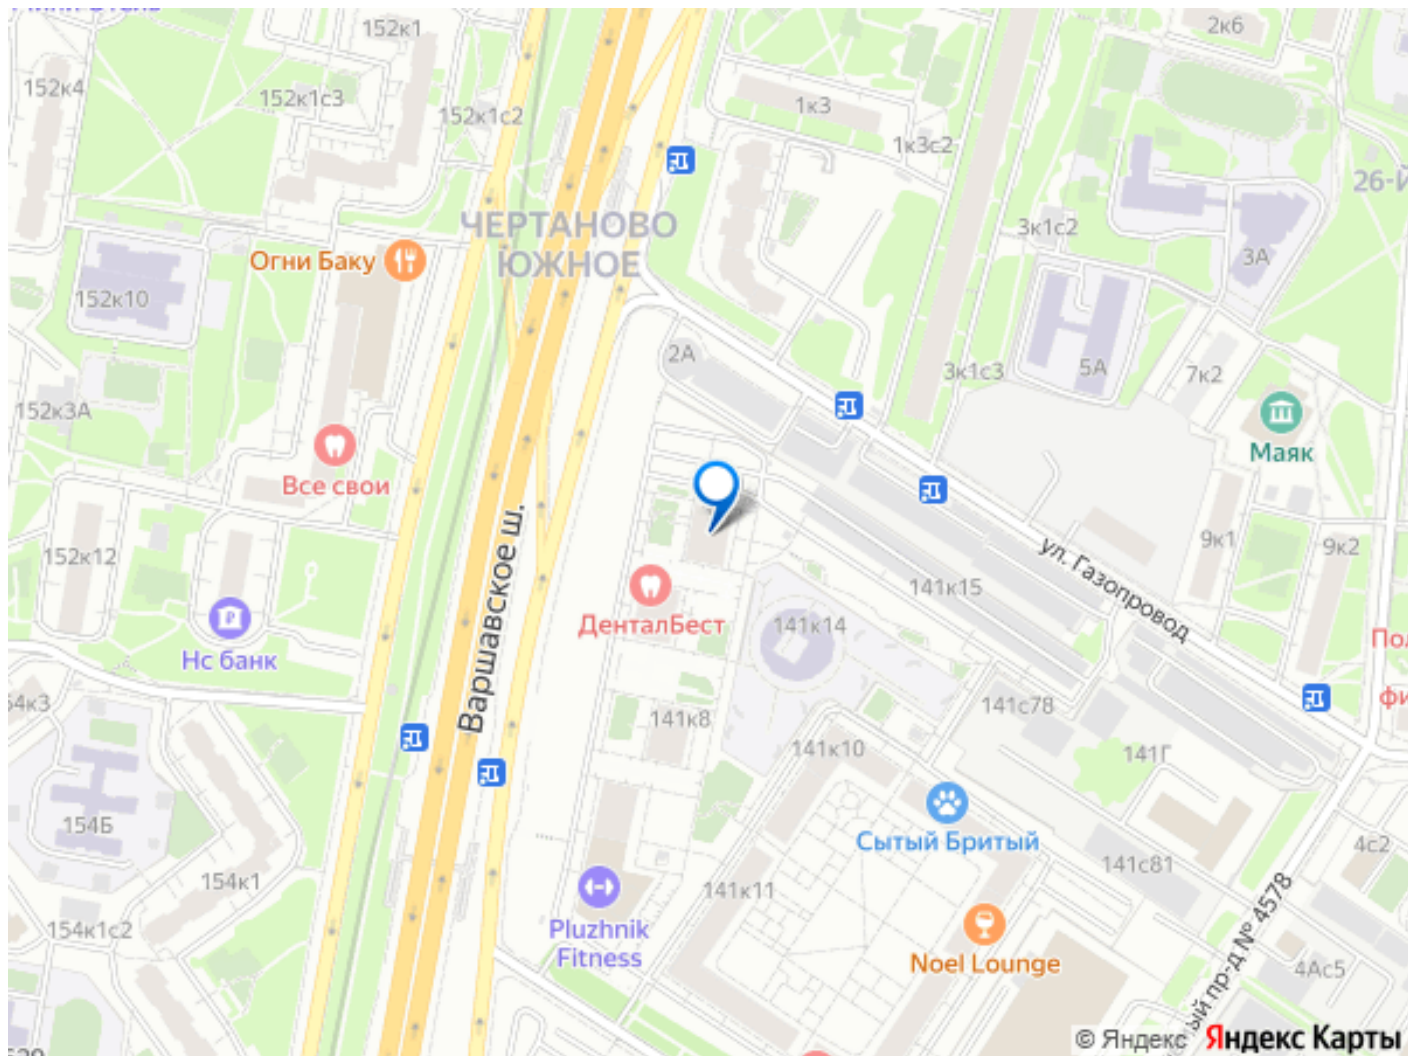 152к1
2к6
152к4
152к1с3
152к1с2
1к3
1к3с2
26-й
ЧЕРТАНОВО
ЮЖНОЕ
3к1с2
3А
Огни Баку
152к10
2А
3к1с3
5А
7к2
152к3А
Маяк
Все свои
152к12
9к1
9к2
Варшавское ш.
ул. Газопровод
141к15
ДенталБест
141к14
Нс банк
141с78
141к8
141к10
141Г
154Б
Сытый Бритый
4с2
141с81
154к1
141к11
154к1с2
Pluzhnik
Fitness
Noel Lounge
пр-д № 4578
4Ас5
© Яндекс Яндекс Карты